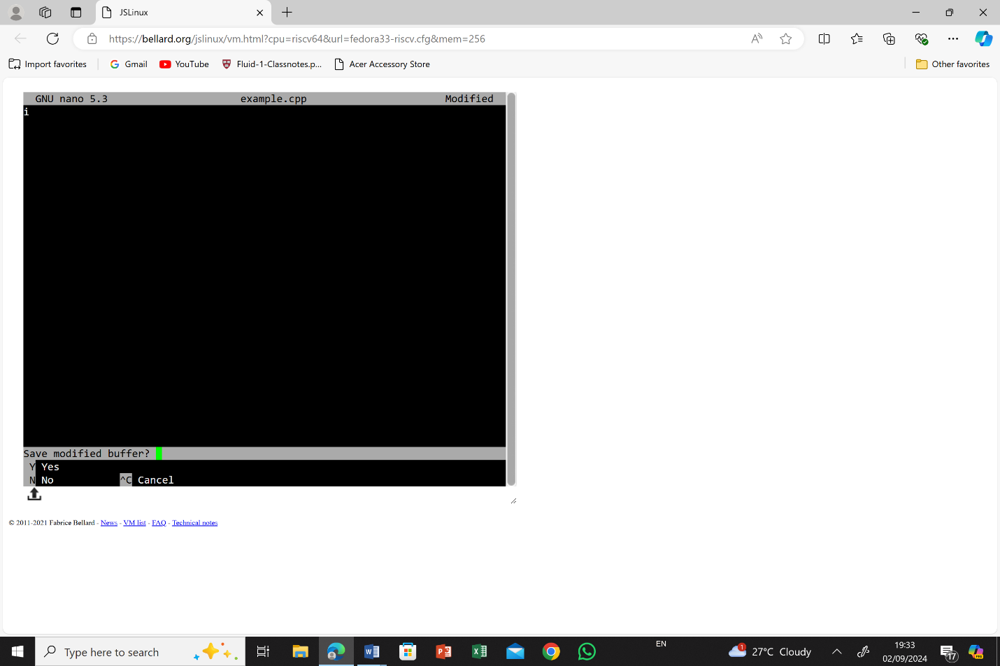 JSLinux
https://bellard.org/jslinux/vm.html?cpu=riscv64&url=fedora33-riscv.cfg&mem=256
Import favorites
Gmail
YouTube
Fluid-1-Classnotes.p...
Acer Accessory Store
Other favorites
GNU nano 5.3 example.cpp Modified
i
Save modified buffer?
Y Yes
N No ^C Cancel
© 2011-2021 Fabrice Bellard - News - VM list - FAQ - Technical notes
Type here to search
EN
1
27°C Cloudy
19:33
02/09/2024
17
PRE